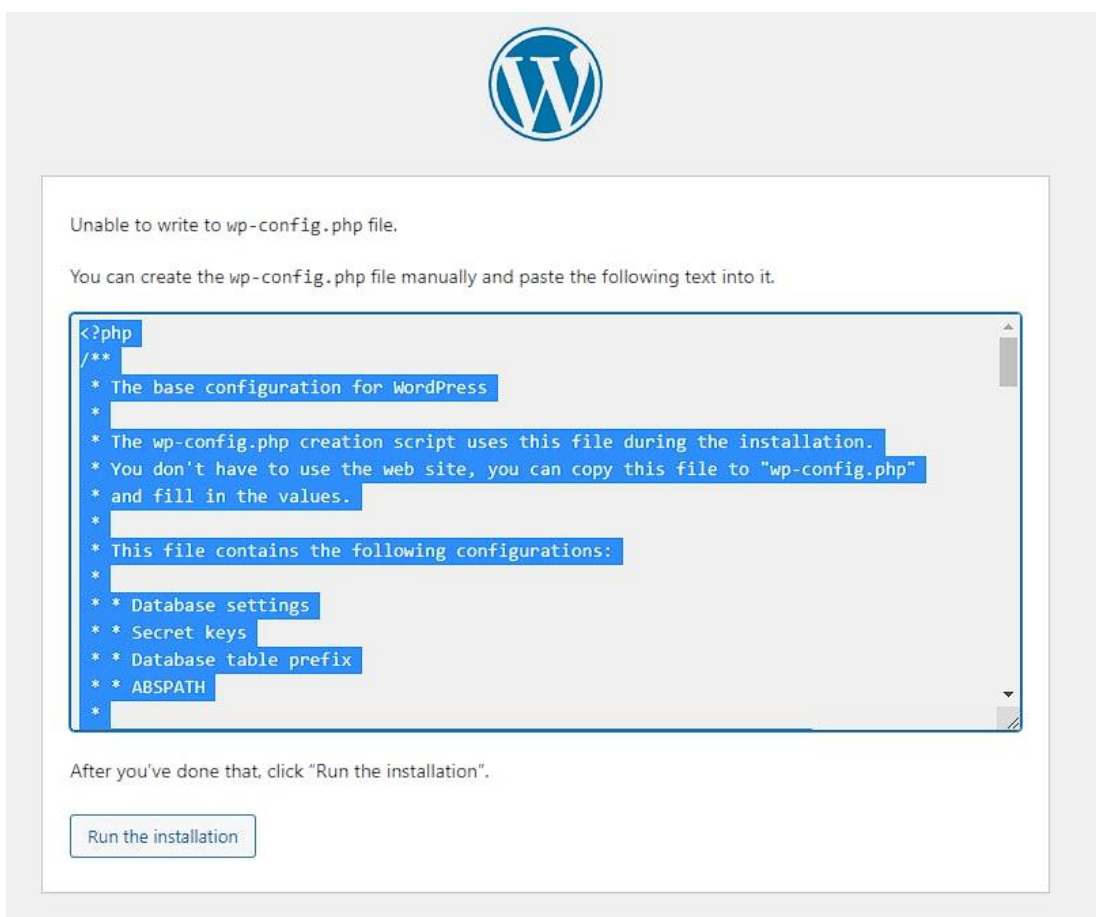 Unable to write to wp-config.php file.
You can create the wp-config.php file manually and paste the following text into it.
<?php
/**
 * The base configuration for WordPress
 *
 * The wp-config.php creation script uses this file during the installation.
 * You don't have to use the web site, you can copy this file to "wp-config.php"
 * and fill in the values.
 *
 * This file contains the following configurations:
 *
 * * Database settings
 * * Secret keys
 * * Database table prefix
 * * ABSPATH
 *
After you've done that, click “Run the installation”.
Run the installation